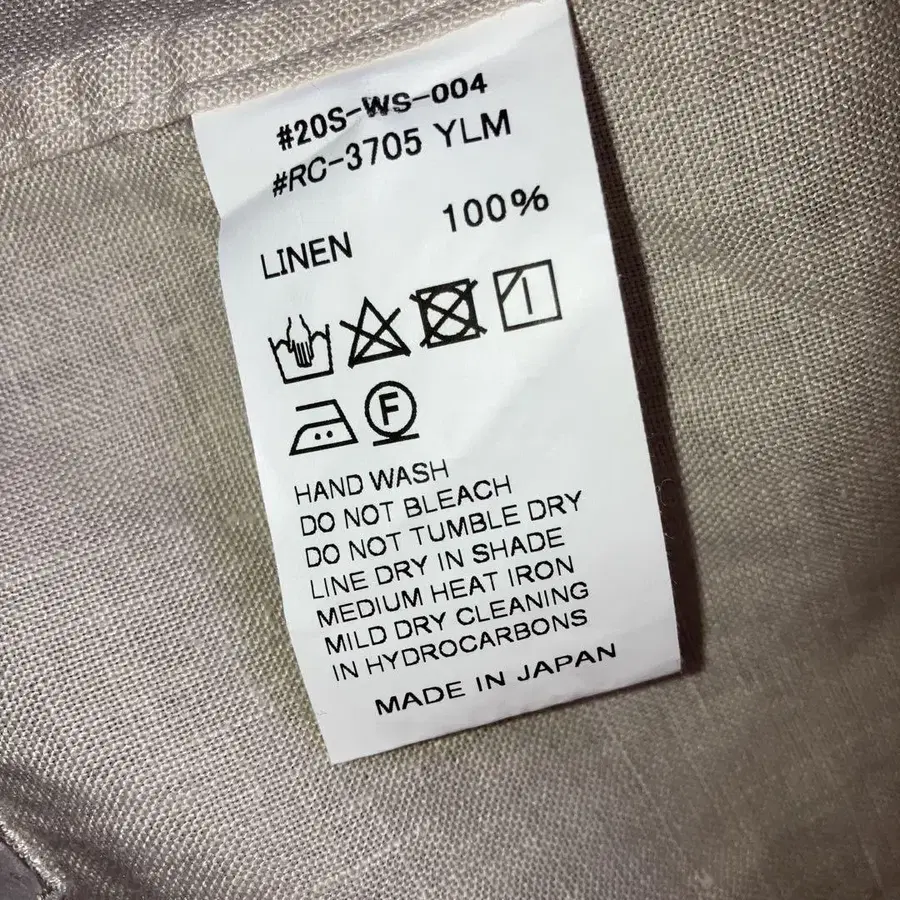 #20S-WS-004
#RC-3705 YLM
LINEN 100%
F
HAND WASH
DO NOT BLEACH
DO NOT TUMBLE DRY
LINE DRY IN SHADE
MEDIUM HEAT IRON
MILD DRY CLEANING
IN HYDROCARBONS
MADE IN JAPAN